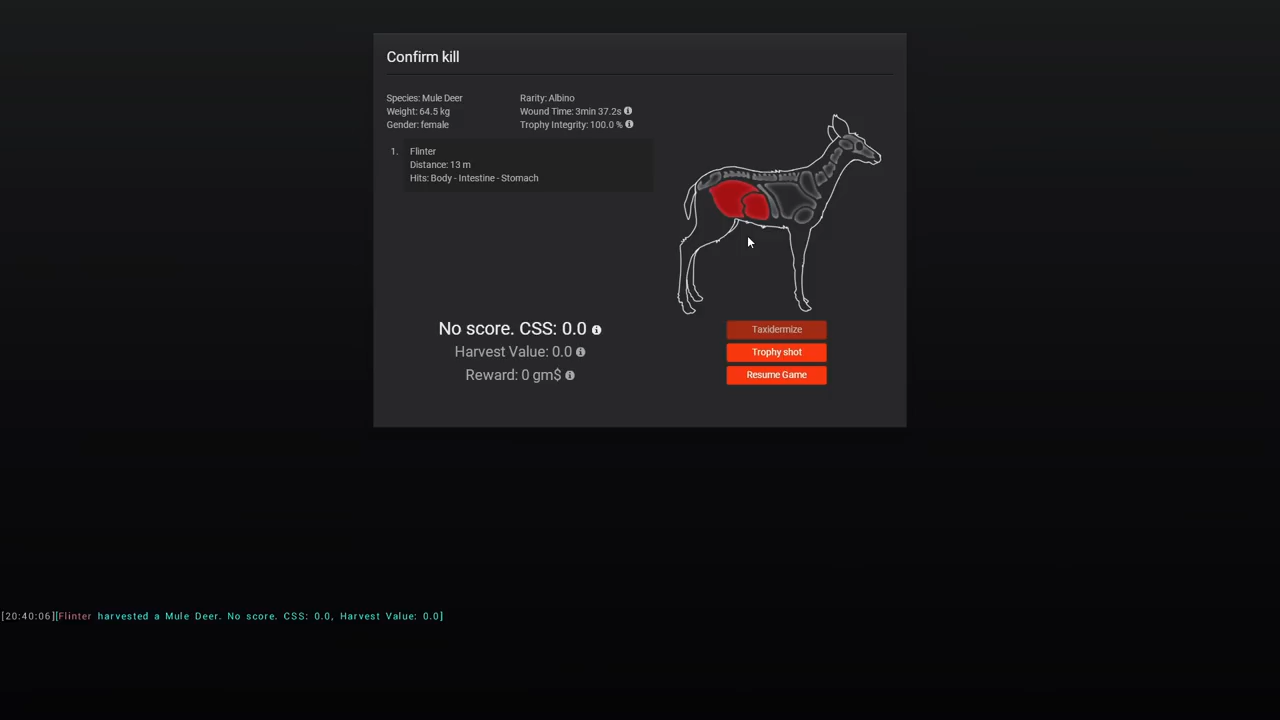 Confirm kill
Species: Mule Deer
Rarity: Albino
Weight: 64.5 kg
Wound Time: 3min 37.2s
Gender: female
Trophy Integrity: 100.0 %
1. Flinter
Distance: 13 m
Hits: Body - Intestine - Stomach
No score. CSS: 0.0
Harvest Value: 0.0
Reward: 0 gm$
Taxidermize
Trophy shot
Resume Game
[20:40:06][Flinter harvested a Mule Deer. No score. CSS: 0.0, Harvest Value: 0.0]